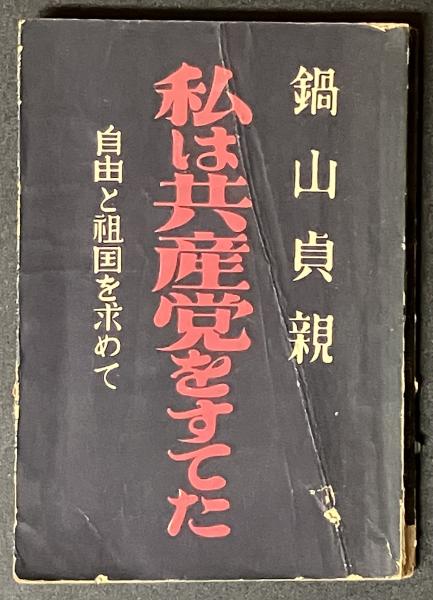 鍋山貞親
私は共産党をすてた
自由と祖国を求めて